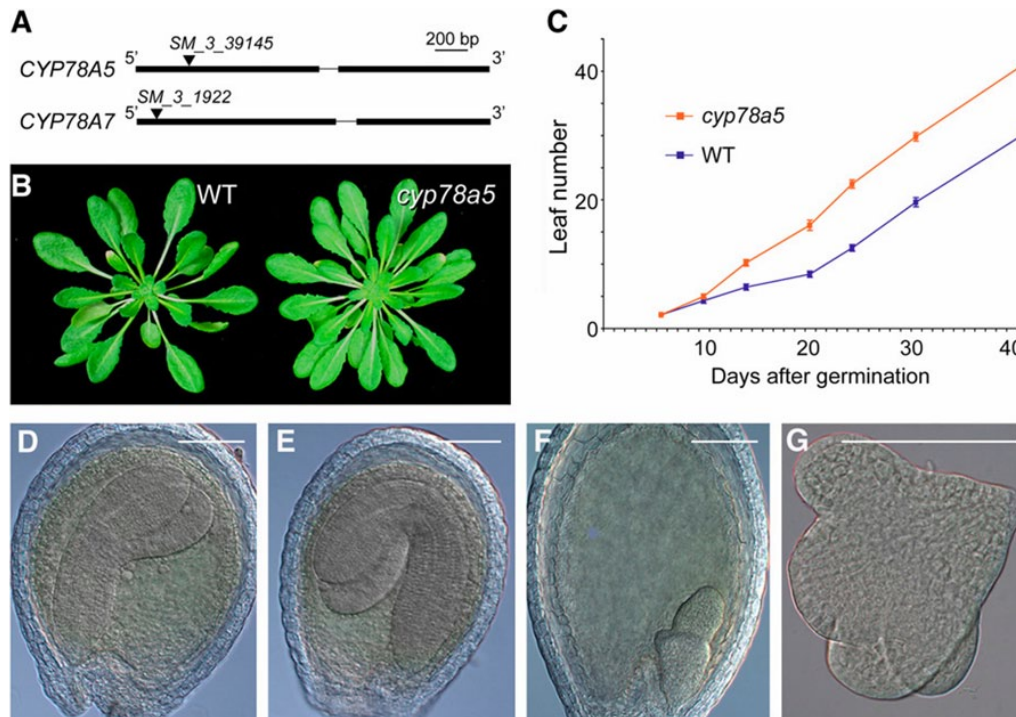 A
SM_3_39145
200 bp
CYP78A5
5’
3’
SM_3_1922
CYP78A7
5’
3’
B
WT
cyp78a5
C
Leaf number
40
20
0
10
20
30
40
Days after germination
cyp78a5
WT
D
E
F
G